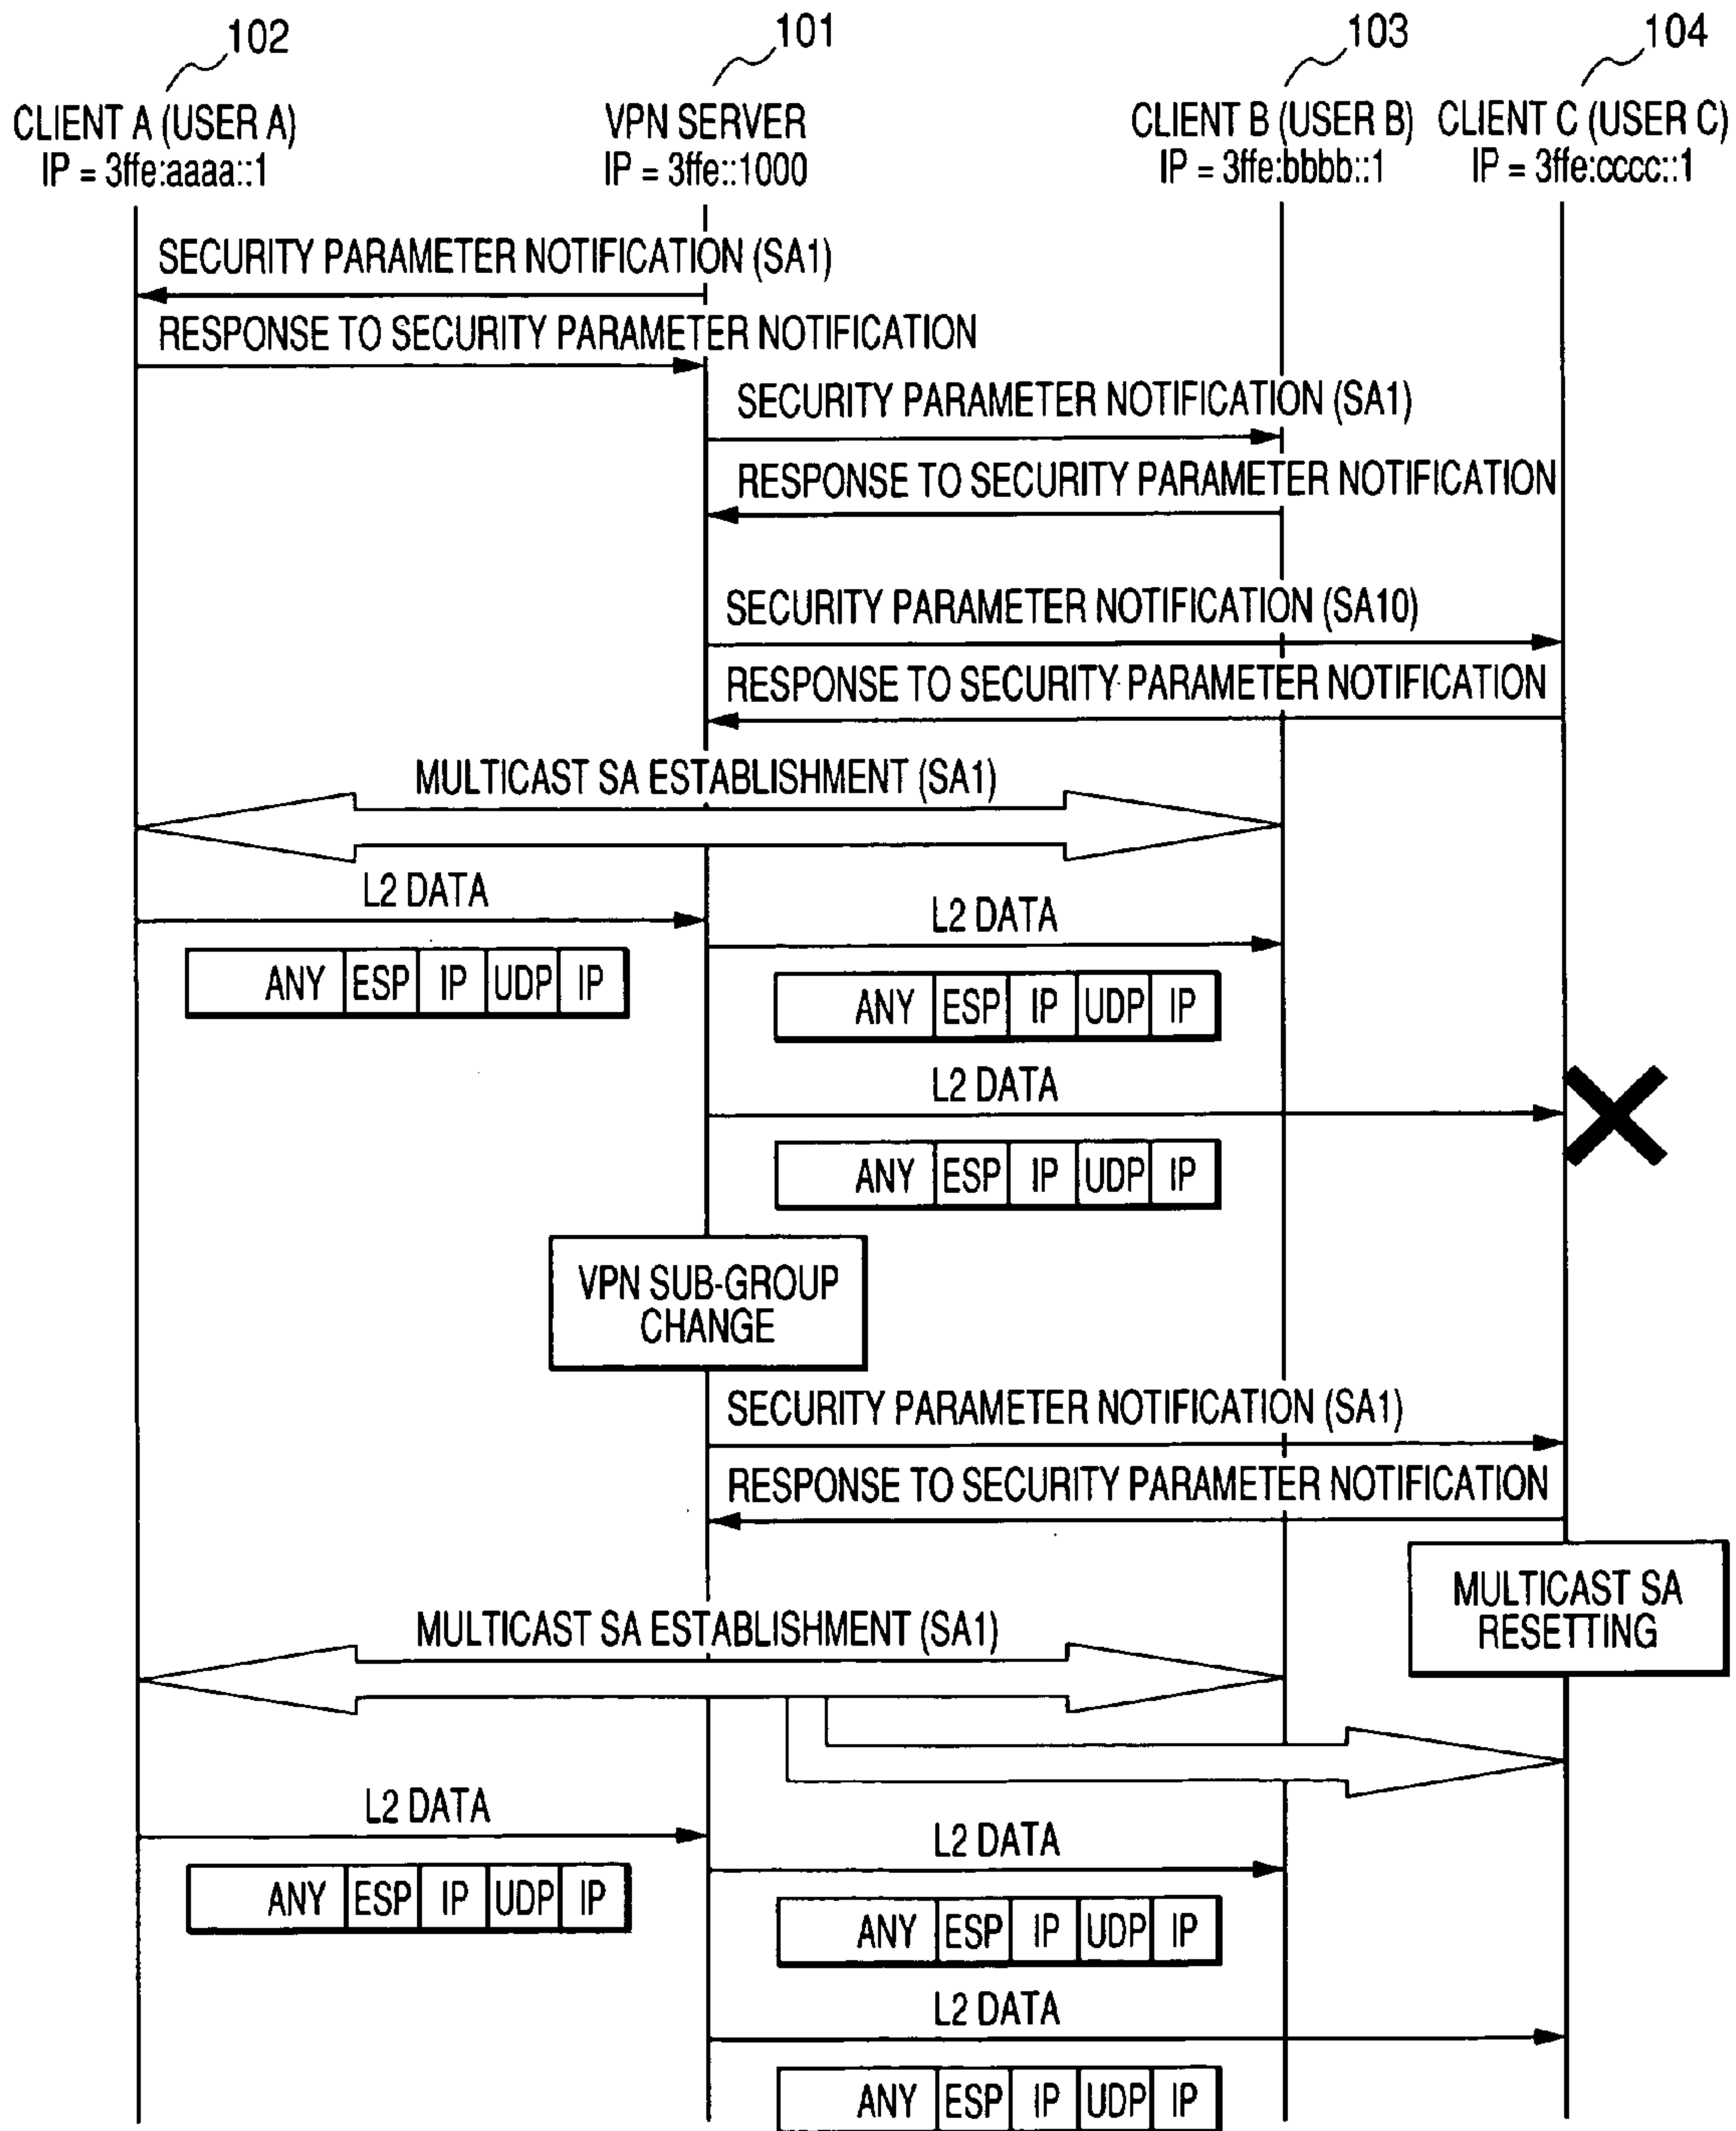 102
101
103
104
CLIENT A (USER A)
IP = 3ffe:aaaa::1
VPN SERVER
IP = 3ffe::1000
CLIENT B (USER B)
IP = 3ffe:bbbb::1
CLIENT C (USER C)
IP = 3ffe:cccc::1
SECURITY PARAMETER NOTIFICATION (SA1)
RESPONSE TO SECURITY PARAMETER NOTIFICATION
SECURITY PARAMETER NOTIFICATION (SA1)
RESPONSE TO SECURITY PARAMETER NOTIFICATION
SECURITY PARAMETER NOTIFICATION (SA10)
RESPONSE TO SECURITY PARAMETER NOTIFICATION
MULTICAST SA ESTABLISHMENT (SA1)
L2 DATA
ANY ESP IP UDP IP
L2 DATA
ANY ESP IP UDP IP
L2 DATA
ANY ESP IP UDP IP
VPN SUB-GROUP
CHANGE
SECURITY PARAMETER NOTIFICATION (SA1)
RESPONSE TO SECURITY PARAMETER NOTIFICATION
MULTICAST SA
RESETTING
MULTICAST SA ESTABLISHMENT (SA1)
L2 DATA
ANY ESP IP UDP IP
L2 DATA
ANY ESP IP UDP IP
L2 DATA
ANY ESP IP UDP IP